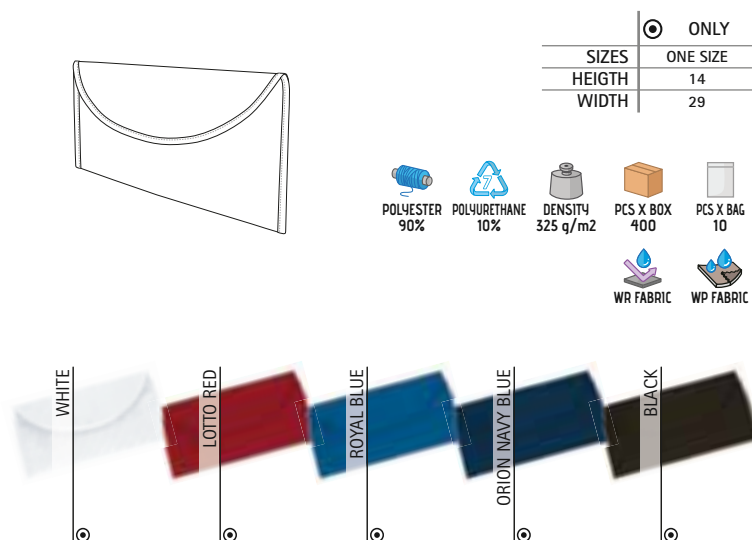 ONLY
SIZES ONE SIZE
HEIGTH 14
WIDTH 29
POLYESTER 90%
POLYURETHANE 10%
DENSITY 325 g/m2
PCS X BOX 400
PCS X BAG 10
7
WR FABRIC
WP FABRIC
WHITE
LOTTO RED
ROYAL BLUE
ORION NAVY BLUE
BLACK